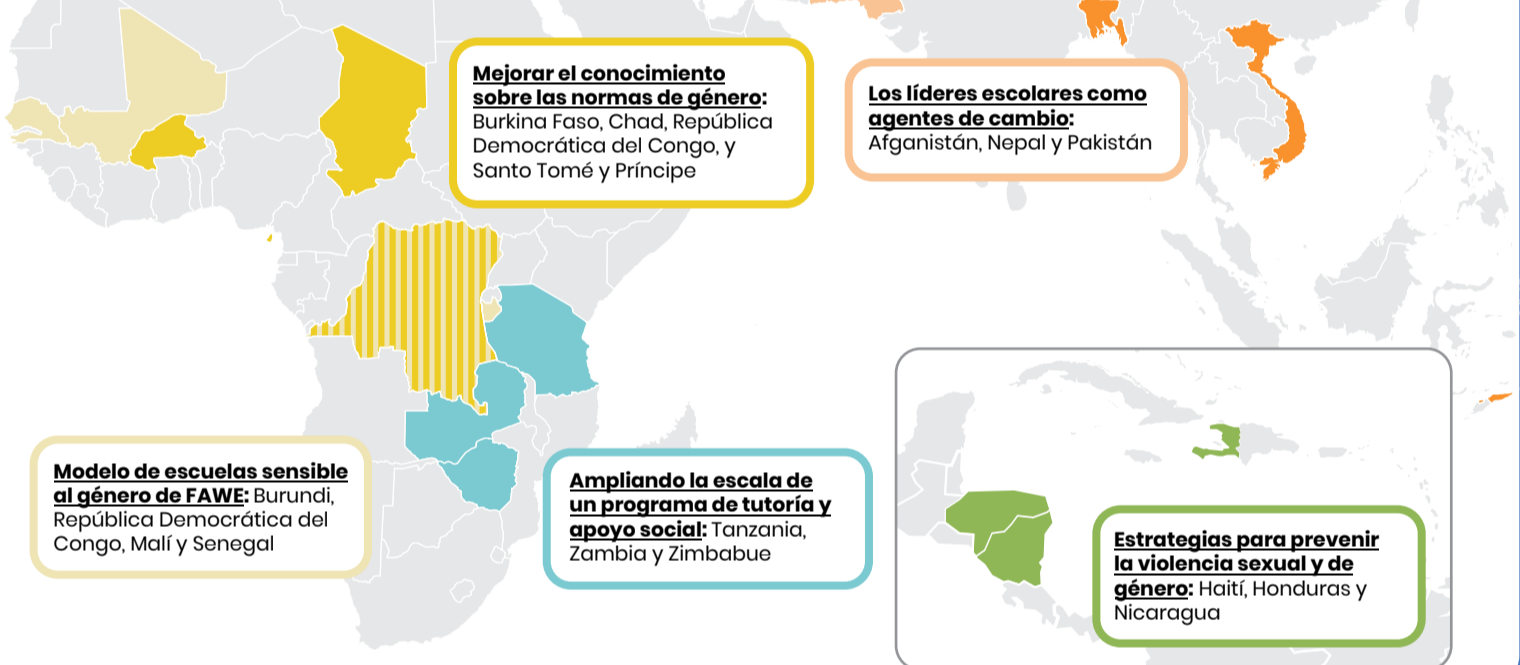 Mejorar el conocimiento
sobre las normas de género:
Burkina Faso, Chad, República
Democrática del Congo, y
Santo Tomé y Príncipe
Los líderes escolares como
agentes de cambio:
Afganistán, Nepal y Pakistán
Modelo de escuelas sensible
al género de FAWE: Burundi,
República Democrática del
Congo, Malí y Senegal
Ampliando la escala de
un programa de tutoría y
apoyo social: Tanzania,
Zambia y Zimbabue
Estrategias para prevenir
la violencia sexual y de
género: Haití, Honduras y
Nicaragua